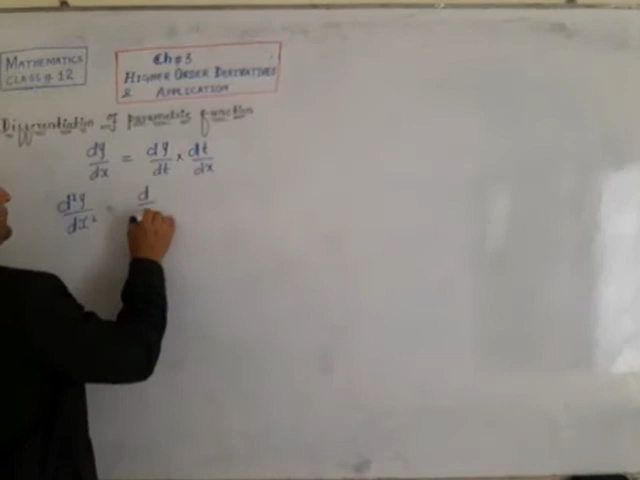 MATHEMATICS
CLASS # 12
Ch # 3
HIGHER ORDER DERIVATIVES
& APPLICATION
Differentiation of parametric function
dy/dx = dy/dt × dt/dx
d²y/dx² = d